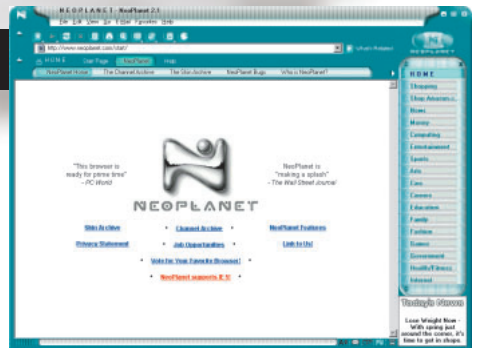 NEOPLANET - NeoPlanet 2.1
File Edit View Go E-Mail Favorites Help
http://www.neoplanet.com/start/
What's Related
NEOPLANET
HOME Start Page NeoPlanet Help
NeoPlanet Home The Channel Archive The Skin Archive NeoPlanet Bugs Who is NeoPlanet?
HOME
Shopping
Shop Amazon.c..
News
Money
Computing
Entertainment
Sports
Arts
Cars
Careers
Education
Family
Fashion
Games
Government
Health/Fitness
Internet
"This browser is
ready for prime time"
- PC World
NeoPlanet is
"making a splash"
- The Wall Street Journal
NEOPLANET
Skin Archive • Channel Archive • NeoPlanet Features
Privacy Statement • Job Opportunities • Link to Us!
• Vote for Your Favorite Browser! •
• NeoPlanet supports IE 5! •
Today's News
Lose Weight Now -
With spring just
around the corner, it's
time to get in shape.